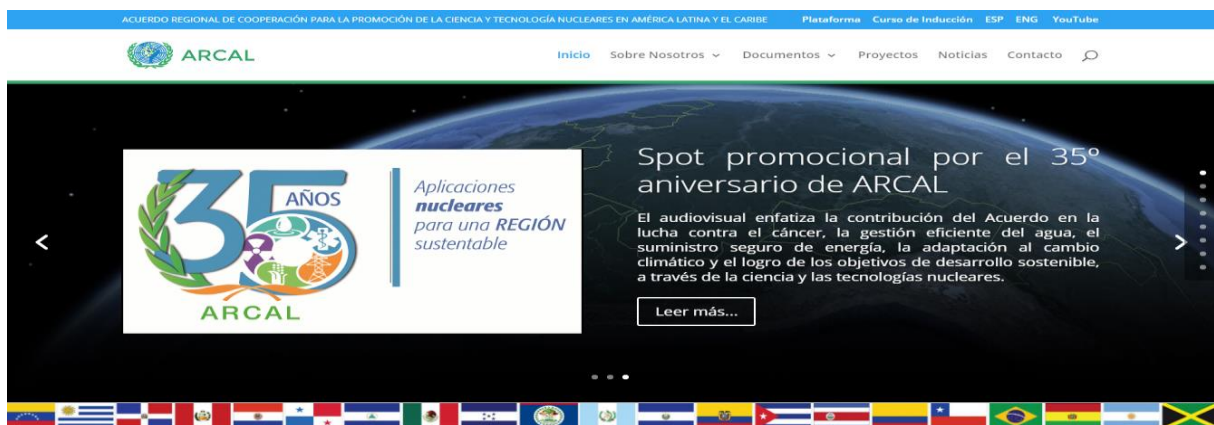 ACUERDO REGIONAL DE COOPERACIÓN PARA LA PROMOCIÓN DE LA CIENCIA Y TECNOLOGÍA NUCLEARES EN AMÉRICA LATINA Y EL CARIBE Plataforma Curso de Inducción ESP ENG YouTube
ARCAL Inicio Sobre Nosotros Documentos Proyectos Noticias Contacto
35 AÑOS
ARCAL
Aplicaciones
nucleares
para una REGIÓN
sustentable
Spot promocional por el 35º
aniversario de ARCAL
El audiovisual enfatiza la contribución del Acuerdo en la
lucha contra el cáncer, la gestión eficiente del agua, el
suministro seguro de energía, la adaptación al cambio
climático y el logro de los objetivos de desarrollo sostenible,
a través de la ciencia y las tecnologías nucleares.
Leer más...